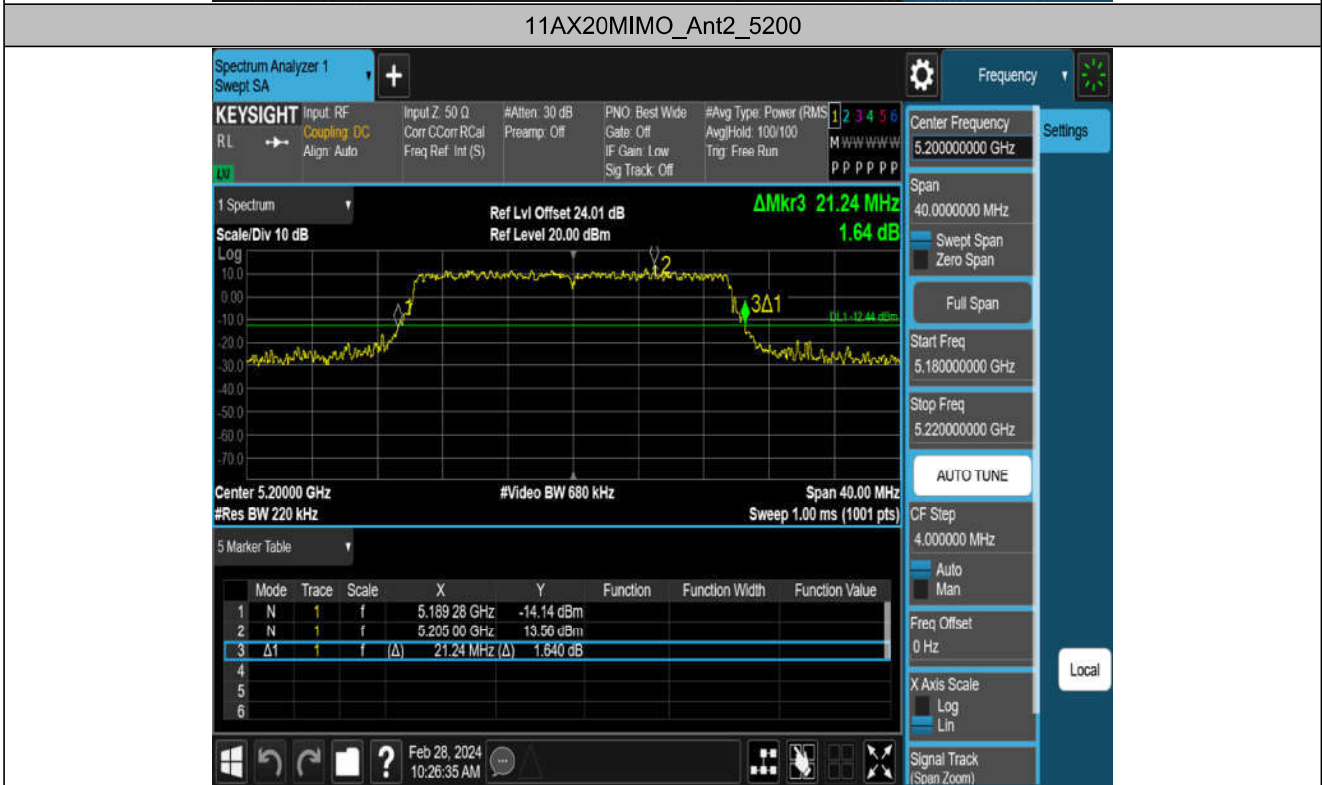 11AX20MIMO_Ant2_5200
Spectrum Analyzer 1
Swept SA
+
Frequency
KEYSIGHT
RL
Input: RF
Coupling: DC
Align: Auto
Input Z: 50 Ω
Corr CCorr RCal
Freq Ref: Int (S)
#Atten: 30 dB
Preamp: Off
PNO: Best Wide
Gate: Off
IF Gain: Low
Sig Track: Off
#Avg Type: Power (RMS
Avg|Hold: 100/100
Trig: Free Run
1 2 3 4 5 6
M W W W W W
P P P P P P
1 Spectrum
Scale/Div 10 dB
Ref Lvl Offset 24.01 dB
Ref Level 20.00 dBm
ΔMkr3 21.24 MHz
1.64 dB
Log
10.0
0.00
-10.0
-20.0
-30.0
-40.0
-50.0
-60.0
-70.0
1
2
3Δ1
DL1 -12.44 dBm
Center 5.20000 GHz
#Res BW 220 kHz
#Video BW 680 kHz
Span 40.00 MHz
Sweep 1.00 ms (1001 pts)
5 Marker Table
Mode Trace Scale X Y Function Function Width Function Value
1 N 1 f 5.189 28 GHz -14.14 dBm
2 N 1 f 5.205 00 GHz 13.56 dBm
3 Δ1 1 f (Δ) 21.24 MHz (Δ) 1.640 dB
4
5
6
?
Feb 28, 2024
10:26:35 AM
Center Frequency
5.200000000 GHz
Settings
Span
40.0000000 MHz
Swept Span
Zero Span
Full Span
Start Freq
5.180000000 GHz
Stop Freq
5.220000000 GHz
AUTO TUNE
CF Step
4.000000 MHz
Auto
Man
Freq Offset
0 Hz
Local
X Axis Scale
Log
Lin
Signal Track
(Span Zoom)